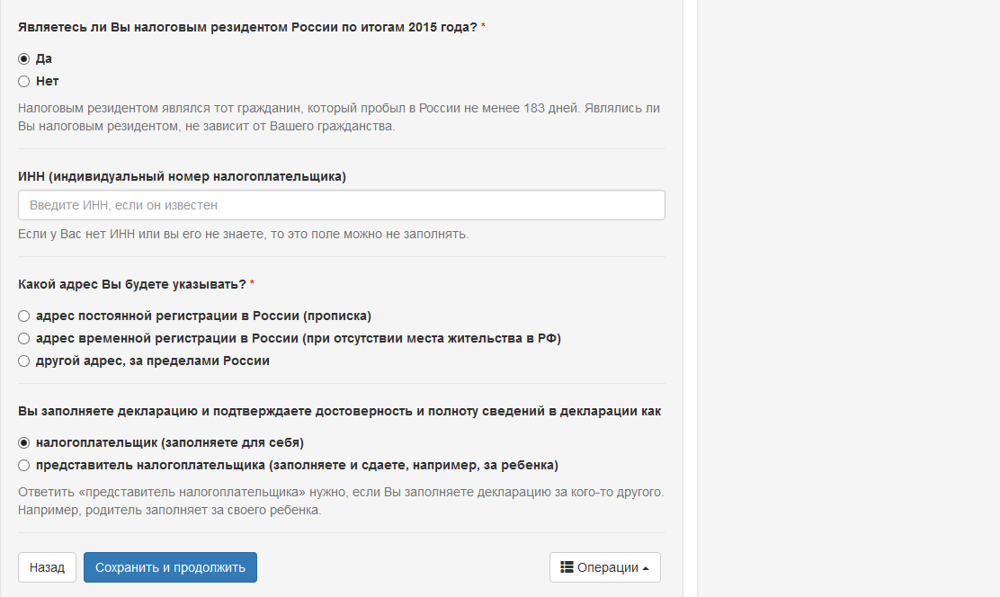 Являетесь ли Вы налоговым резидентом России по итогам 2015 года? *
Да
Нет
Налоговым резидентом являлся тот гражданин, который пробыл в России не менее 183 дней. Являлись ли
Вы налоговым резидентом, не зависит от Вашего гражданства.
ИНН (индивидуальный номер налогоплательщика)
Введите ИНН, если он известен
Если у Вас нет ИНН или вы его не знаете, то это поле можно не заполнять.
Какой адрес Вы будете указывать? *
адрес постоянной регистрации в России (прописка)
адрес временной регистрации в России (при отсутствии места жительства в РФ)
другой адрес, за пределами России
Вы заполняете декларацию и подтверждаете достоверность и полноту сведений в декларации как
налогоплательщик (заполняете для себя)
представитель налогоплательщика (заполняете и сдаете, например, за ребенка)
Ответить «представитель налогоплательщика» нужно, если Вы заполняете декларацию за кого-то другого.
Например, родитель заполняет за своего ребенка.
Назад Сохранить и продолжить Операции